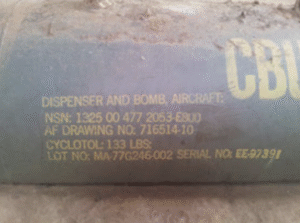 CBU
DISPENSER AND BOMB, AIRCRAFT:
NSN: 1325 00 477 2053-E800
AF DRAWING NO: 716514-10
CYCLOTOL: 133 LBS:
LOT NO: MA-77G246-002 SERIAL NO: